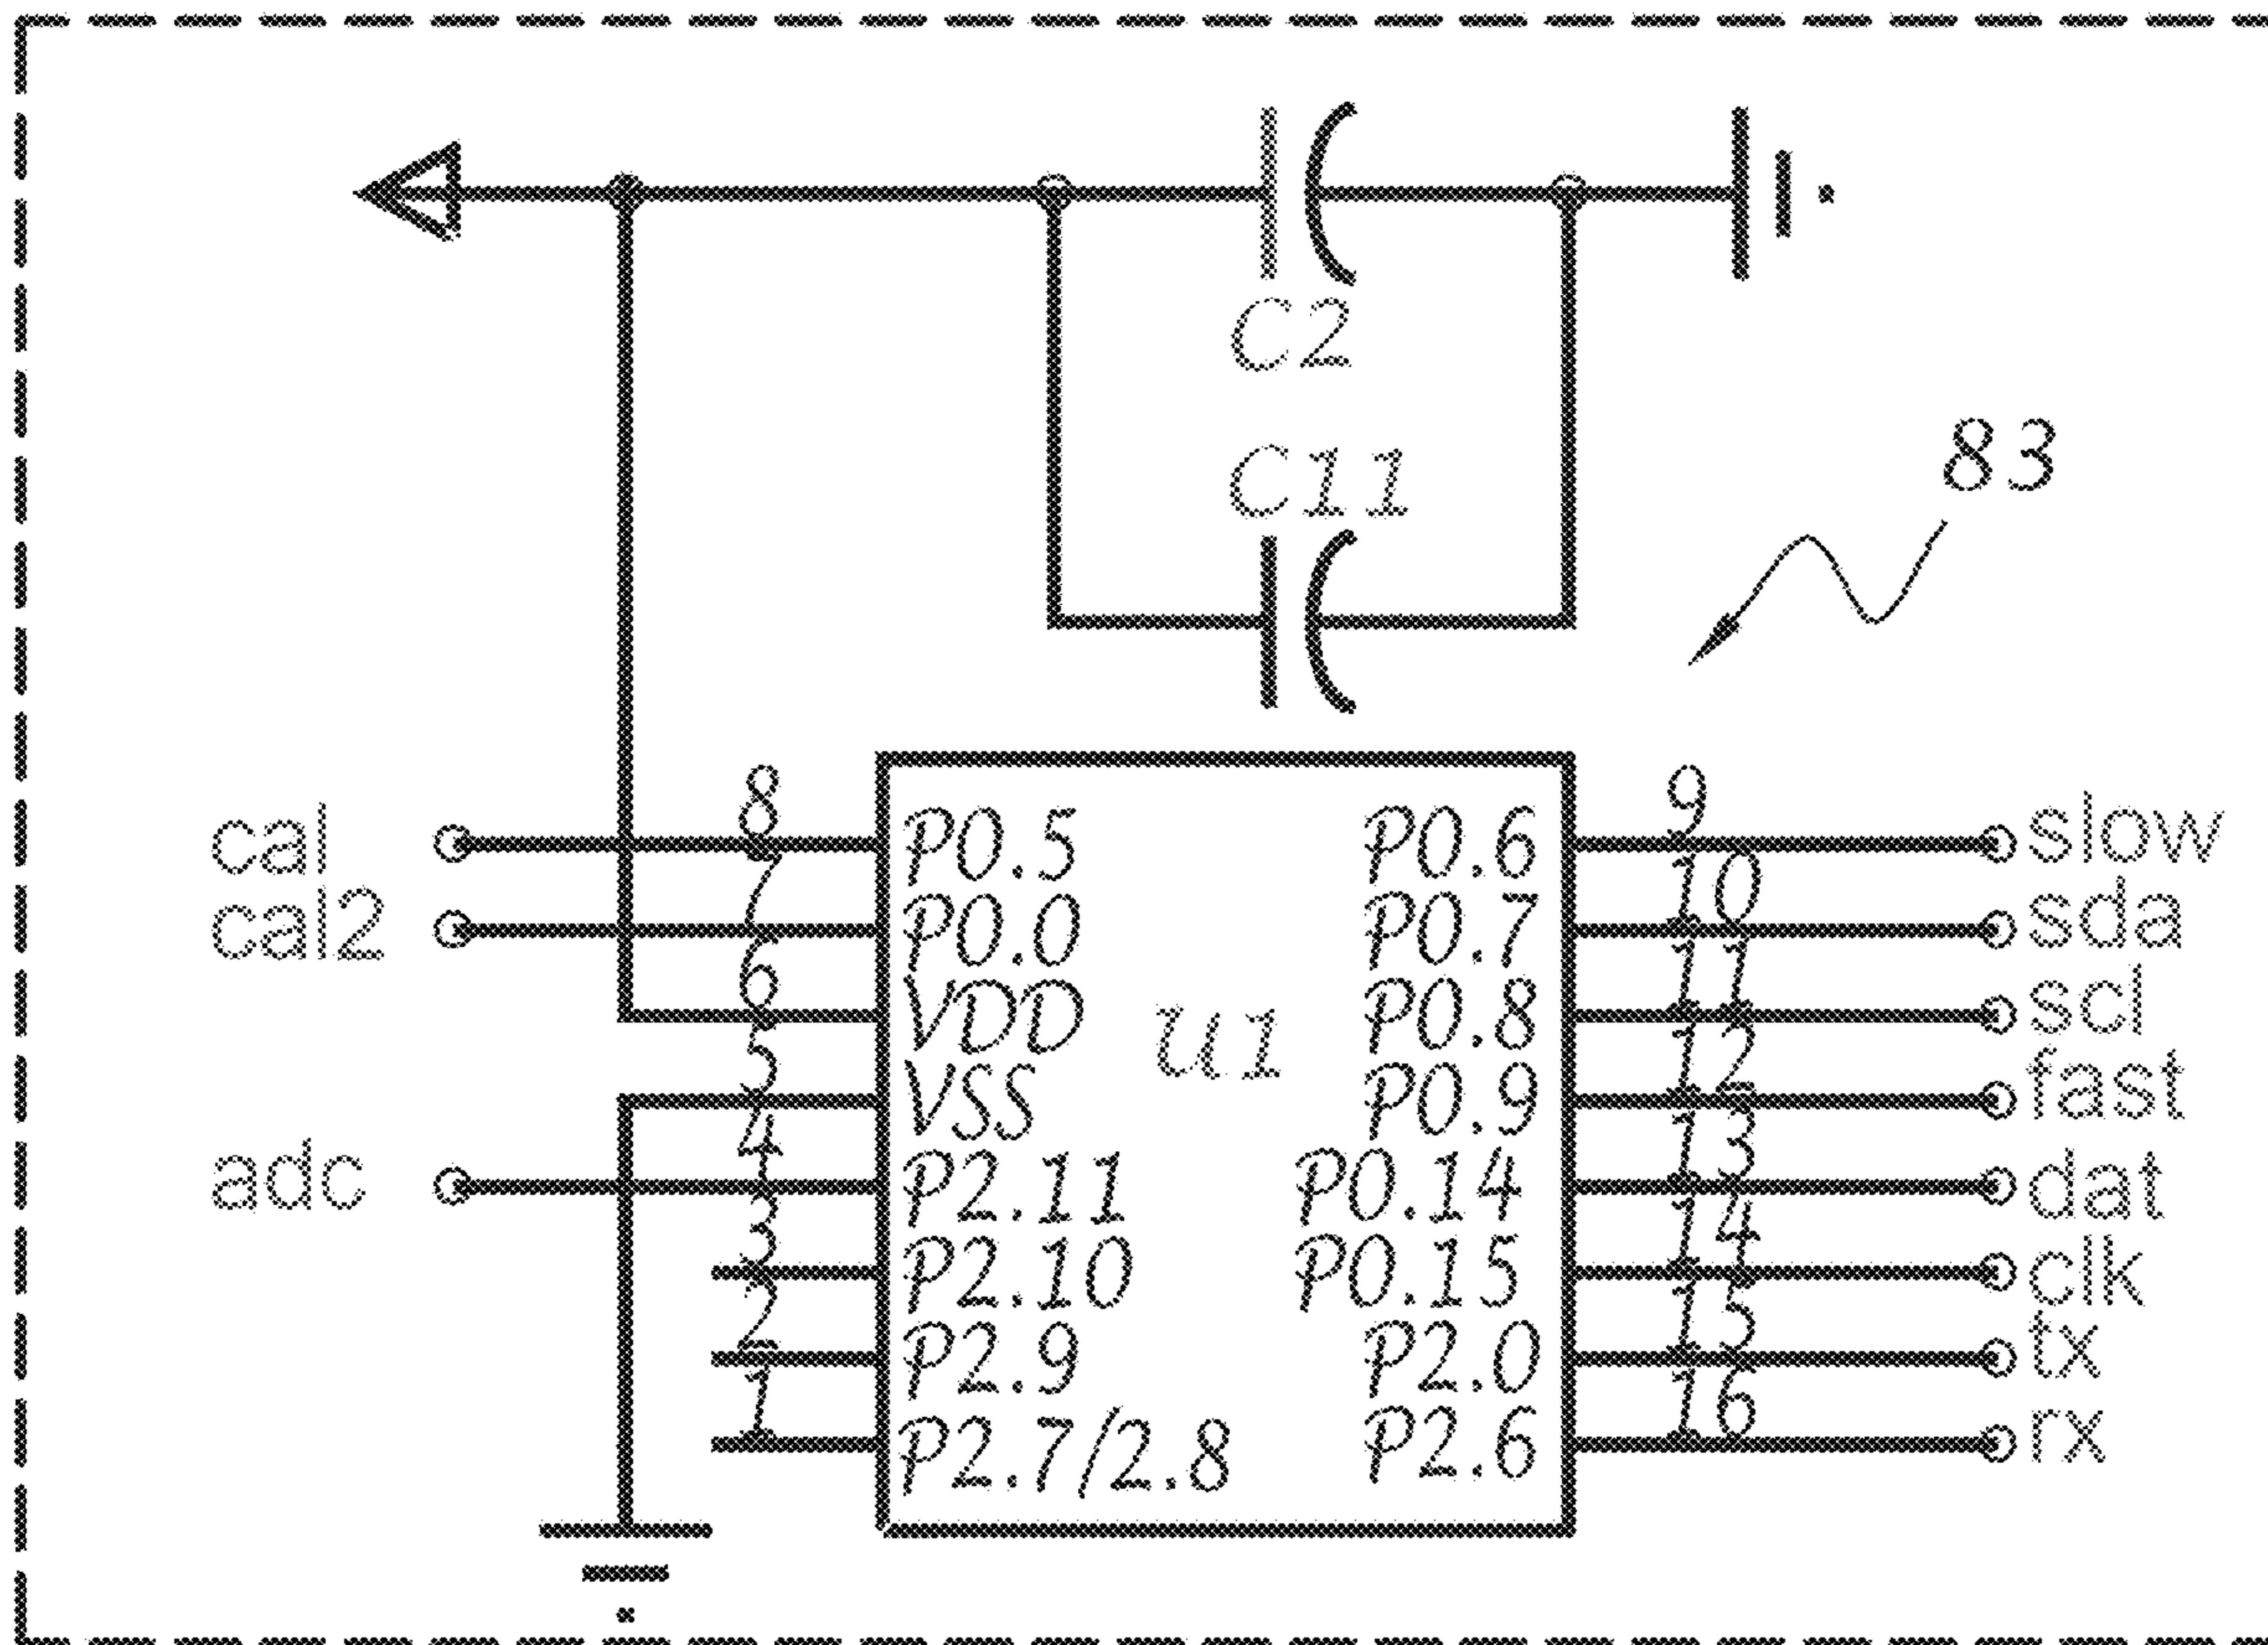 C2
C11
83
cal 8 P0.5 P0.6 9 slow
cal2 7 P0.0 P0.7 10 sda
6 VDD u1 P0.8 11 scl
5 VSS P0.9 12 fast
adc 4 P2.11 P0.14 13 dat
3 P2.10 P0.15 14 clk
2 P2.9 P2.0 15 tx
1 P2.7/2.8 P2.6 16 rx